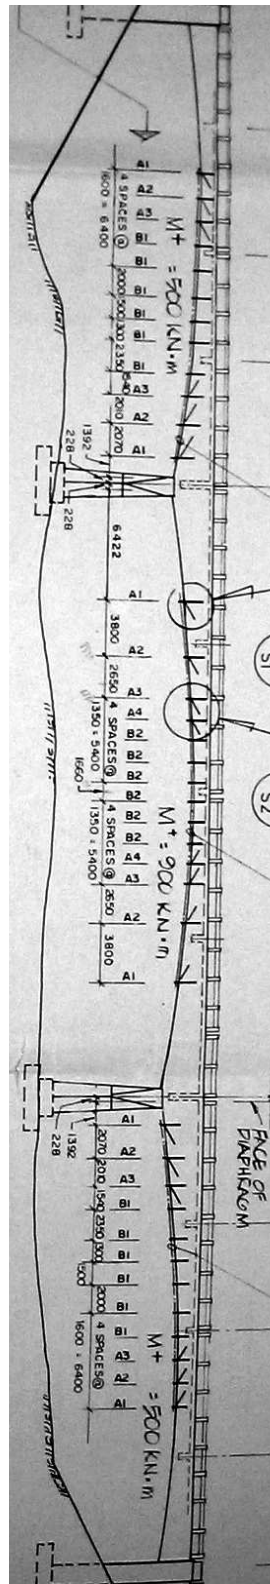 A1
A2
A3
B1
B1
B1
B1
B1
B1
A3
A2
A1
4 SPACES @
1600 = 6400
2000
1500
1300
2350
1540
2010
2070
M+ = 500 KN·m
1392
228
228
6422
A1
A2
A3
A4
B2
B2
B2
B2
B2
B2
A4
A3
A2
A1
3800
2650
4 SPACES @
1350 = 5400
1660
4 SPACES @
1350 = 5400
2650
3800
M+ = 900 KN·m
S1
S2
FACE OF
DIAPHRAGM
1392
228
A1
A2
A3
B1
B1
B1
B1
B1
A3
A2
A1
2070
2010
1540
2350
1300
1500
2000
4 SPACES @
1600 = 6400
M+ = 500 KN·m